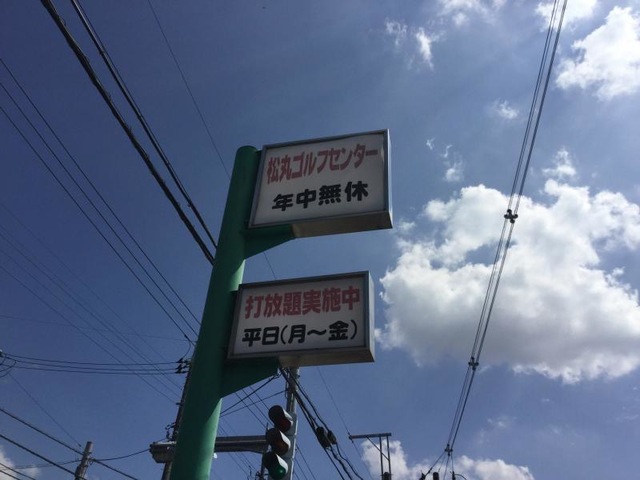 松丸ゴルフセンター
年中無休
打放題実施中
平日(月～金)